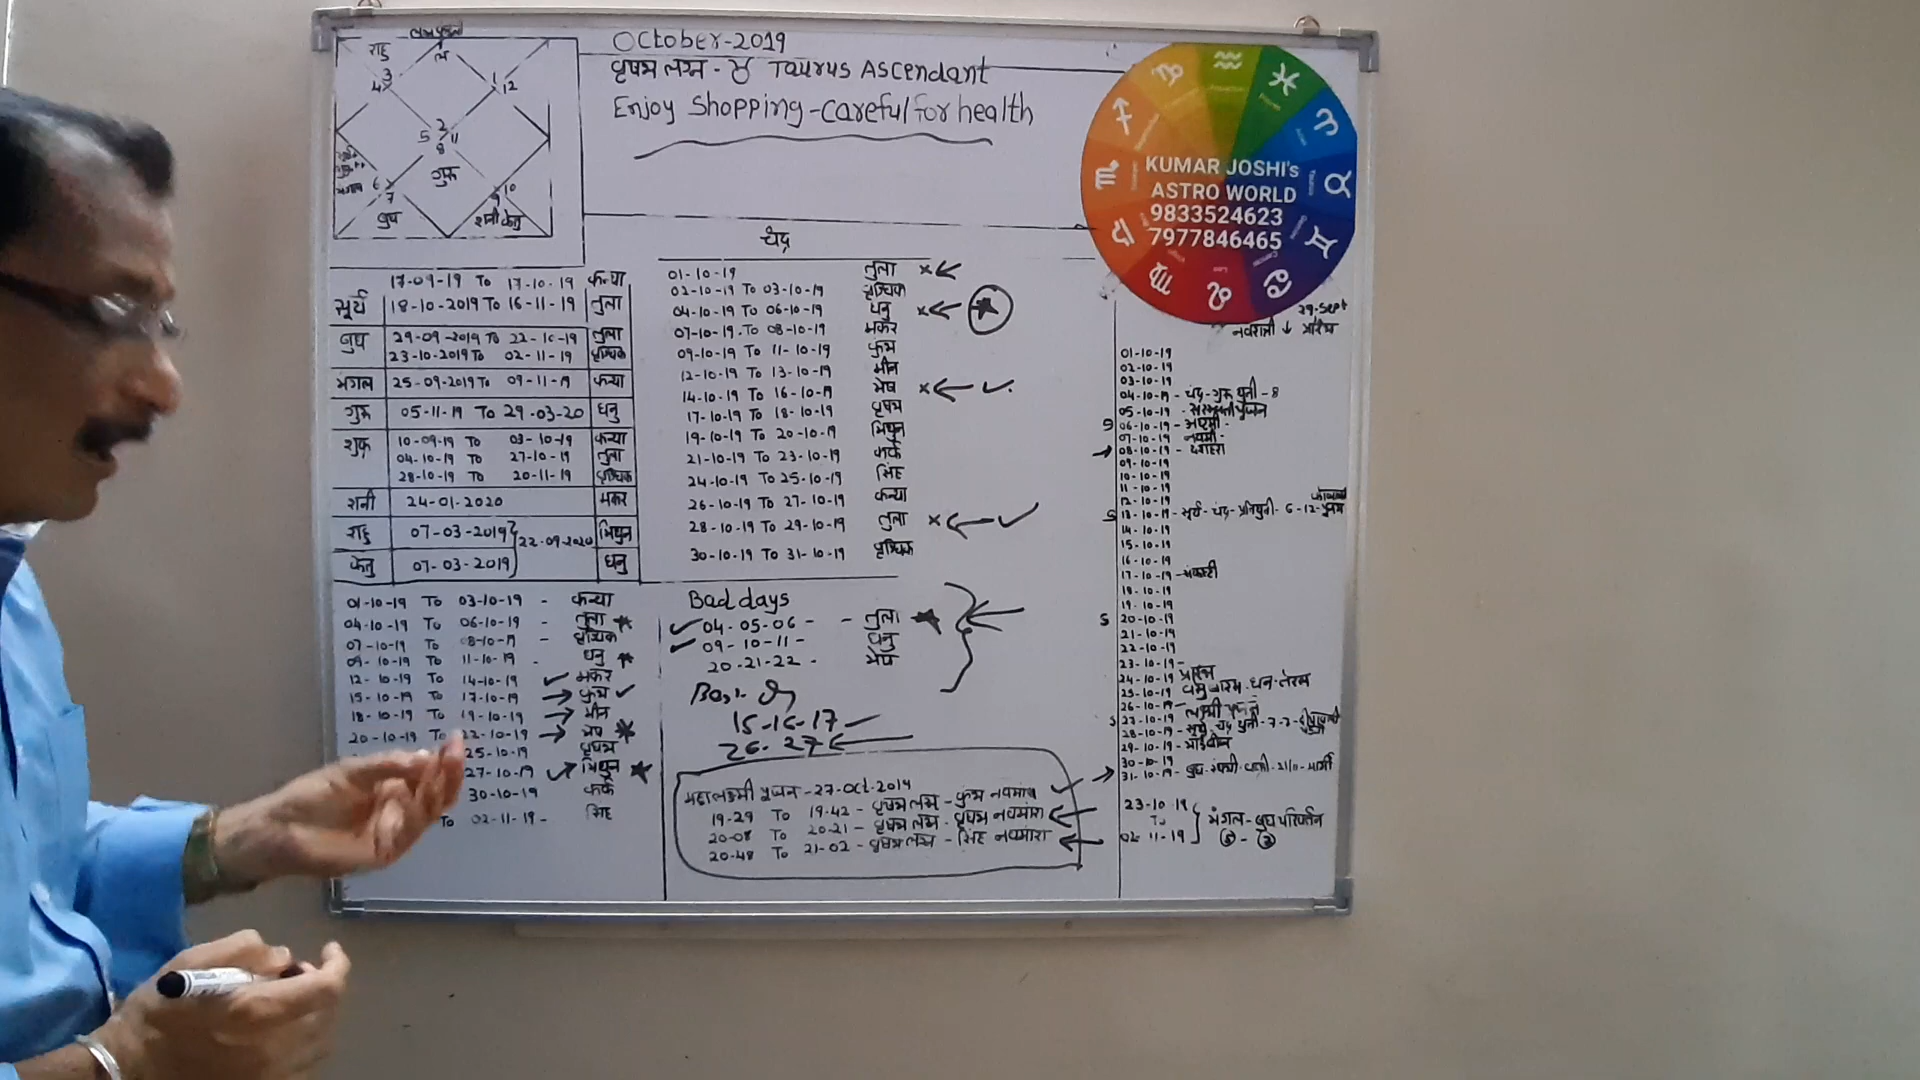 October-2019
वृषभ लग्न - ♉ Taurus Ascendant
Enjoy Shopping - Careful for health
राहु
ल
3
4
1
12
2
5
11
8
गुरु
6
7
बुध
10
9
शनी केतु
KUMAR JOSHI's
ASTRO WORLD
9833524623
7977846465
17-09-19 To 17-10-19 कन्या
सूर्य 18-10-2019 To 16-11-19 तुला
बुध 29-09-2019 To 22-10-19 तुला
23-10-2019 To 02-11-19 वृश्चिक
मंगल 25-09-2019 To 09-11-19 कन्या
गुरु 05-11-19 To 29-03-20 धनु
शुक्र 10-09-19 To 03-10-19 कन्या
04-10-19 To 27-10-19 तुला
28-10-19 To 20-11-19 वृश्चिक
शनी 24-01-2020 मकर
राहु 07-03-2019 मिथुन
22-09-2020
केतु 07-03-2019 धनु
चंद्र
01-10-19 तुला
02-10-19 To 03-10-19 वृश्चिक
04-10-19 To 06-10-19 धनु
07-10-19 To 08-10-19 मकर
09-10-19 To 11-10-19 कुंभ
12-10-19 To 13-10-19 मीन
14-10-19 To 16-10-19 मेष
17-10-19 To 18-10-19 वृषभ
19-10-19 To 20-10-19 मिथुन
21-10-19 To 23-10-19 कर्क
24-10-19 To 25-10-19 सिंह
26-10-19 To 27-10-19 कन्या
28-10-19 To 29-10-19 तुला
30-10-19 To 31-10-19 वृश्चिक
01-10-19 To 03-10-19 - कन्या
04-10-19 To 06-10-19 - तुला
07-10-19 To 08-10-19 - वृश्चिक
09-10-19 To 11-10-19 - धनु
12-10-19 To 14-10-19 मकर
15-10-19 To 17-10-19 कुंभ
18-10-19 To 19-10-19 मीन
20-10-19 To 22-10-19 मेष
25-10-19 वृषभ
27-10-19 मिथुन
30-10-19 कर्क
To 02-11-19 - सिंह
Bad days
04-05-06 - - तुला
09-10-11 - धनु
20-21-22 - मेष
15-16-17
26-27
महालक्ष्मी पूजन - 27-Oct-2019
19-29 To 19-42 - वृषभ लग्न - कुंभ नवमांश
20-08 To 20-21 - वृषभ लग्न - वृषभ नवमांश
20-48 To 21-02 - वृषभ लग्न - सिंह नवमांश
29-Sept
नवरात्री ↓ प्रारंभ
01-10-19
02-10-19
03-10-19
04-10-19 - चंद्र-गुरु युती - 8
05-10-19 - सरस्वती पूजन
S 06-10-19 - अष्टमी -
07-10-19 - नवमी -
08-10-19 - दशहरा
09-10-19
10-10-19
11-10-19
12-10-19
S 13-10-19 - सूर्य-चंद्र-प्रतियुती - 6-12-
14-10-19
15-10-19
16-10-19
17-10-19 - संकष्टी
18-10-19
19-10-19
S 20-10-19
21-10-19
22-10-19
23-10-19 -
24-10-19 प्रारंभ
25-10-19 वसुबारस-धन-तेरस
26-10-19 -
S 27-10-19 - लक्ष्मी पूजन
28-10-19 - सूर्य-चंद्र युती - 7-7-
29-10-19 - भाईबीज
30-10-19
31-10-19 -
23-10-19
To
02-11-19
मंगल-बुध परिवर्तन